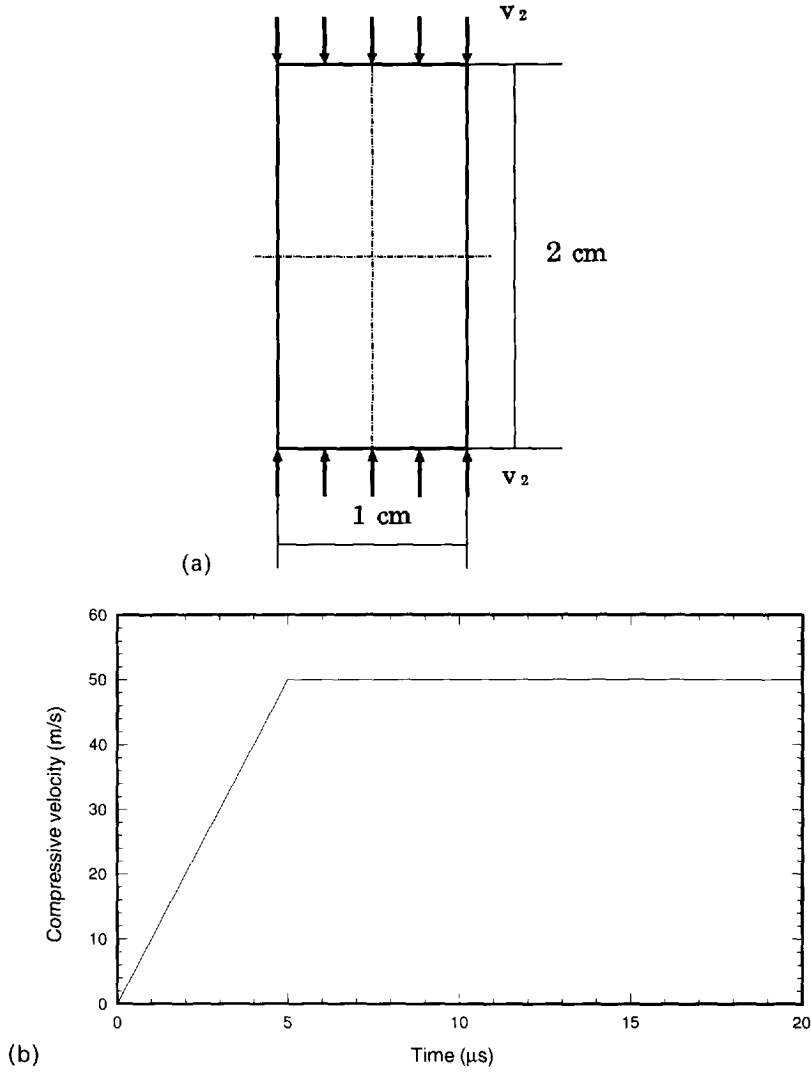 v₂
2 cm
v₂
1 cm
(a)
60
50
40
30
20
10
0
Compressive velocity (m/s)
0 5 10 15 20
(b)
Time (μs)